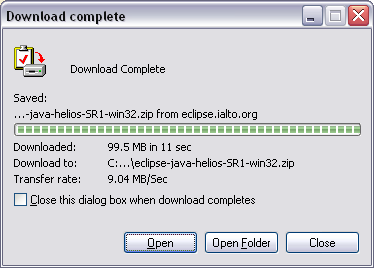 Download complete
Download Complete
Saved:
...-java-helios-SR1-win32.zip from eclipse.ialto.org
Downloaded: 99.5 MB in 11 sec
Download to: C:...\eclipse-java-helios-SR1-win32.zip
Transfer rate: 9.04 MB/Sec
Close this dialog box when download completes
Open Open Folder Close